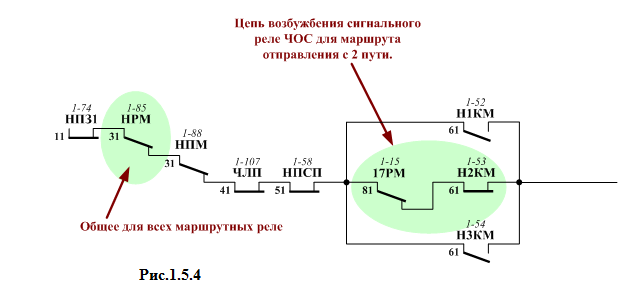 Цепь возбужбения сигнального
реле ЧОС для маршрута
отправления с 2 пути.
1-74
НПЗ1
11
1-85
НРМ
31
1-88
НПМ
31
1-107
ЧЛП
41
1-58
НПСП
51
1-52
Н1КМ
61
1-15
17РМ
81
1-53
Н2КМ
61
1-54
Н3КМ
61
Общее для всех маршрутных реле
Рис.1.5.4